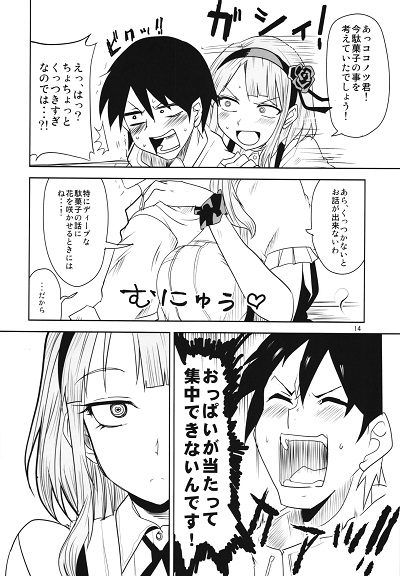 あっココノツ君！
今駄菓子の事を
考えていたでしょう！
ガシィ！
ビクッ！
えっ、はっ？
ちょちょっと
くっつきすぎ
なのでは…？！
あら、くっつかないと
お話が出来ないわ
特にディープな
駄菓子の話に
花を咲かせるときには
ね…！
むにゅう♡
…だから
14
おっぱいが当たって
集中できないんです！